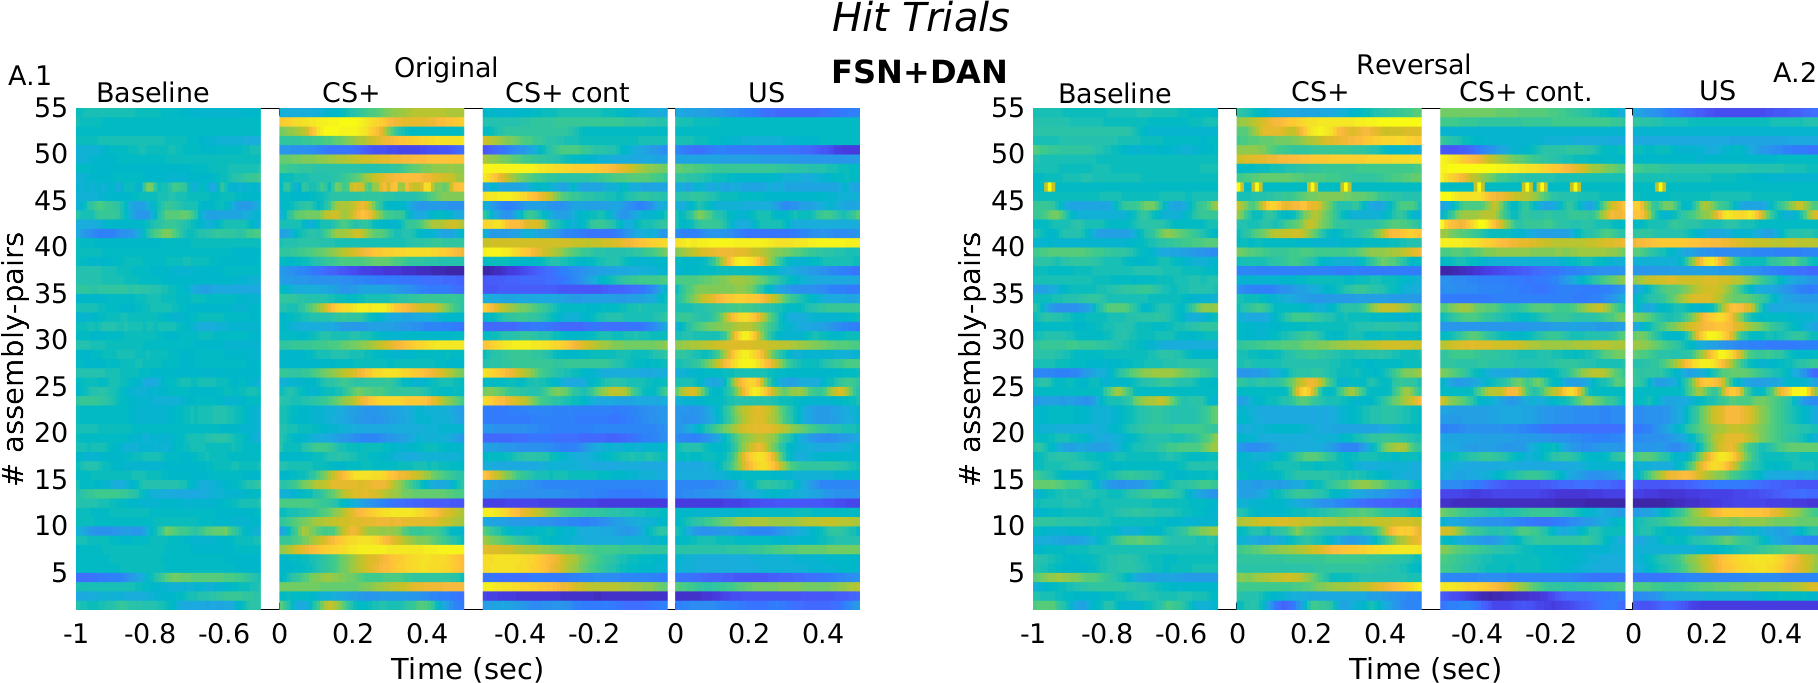 Hit Trials
FSN+DAN
A.1
Original
Baseline CS+ CS+ cont US
55
50
45
40
35
30
25
20
15
10
5
# assembly-pairs
-1 -0.8 -0.6 0 0.2 0.4 -0.4 -0.2 0 0.2 0.4
Time (sec)
Reversal
A.2
Baseline CS+ CS+ cont. US
55
50
45
40
35
30
25
20
15
10
5
# assembly-pairs
-1 -0.8 -0.6 0 0.2 0.4 -0.4 -0.2 0 0.2 0.4
Time (sec)